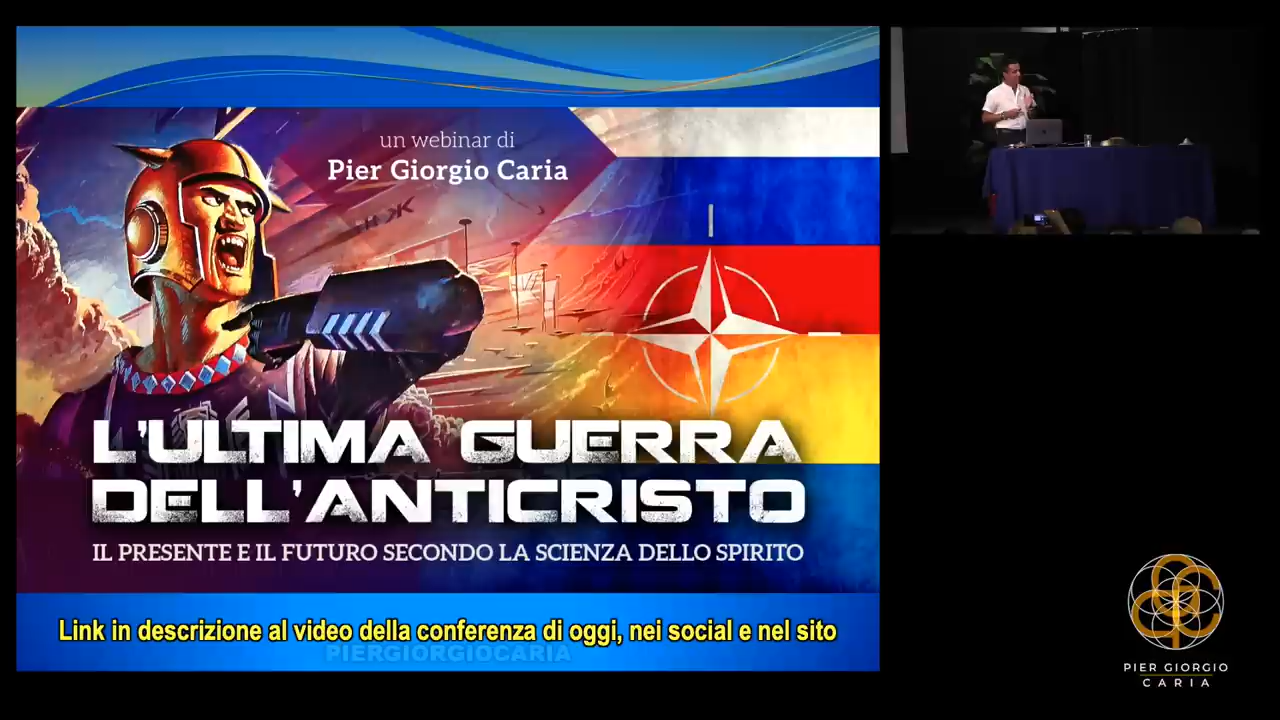 un webinar di
Pier Giorgio Caria
L'ULTIMA GUERRA
DELL'ANTICRISTO
IL PRESENTE E IL FUTURO SECONDO LA SCIENZA DELLO SPIRITO
Link in descrizione al video della conferenza di oggi, nei social e nel sito
PIERGIORGIOCARIA
PIER GIORGIO
CARIA